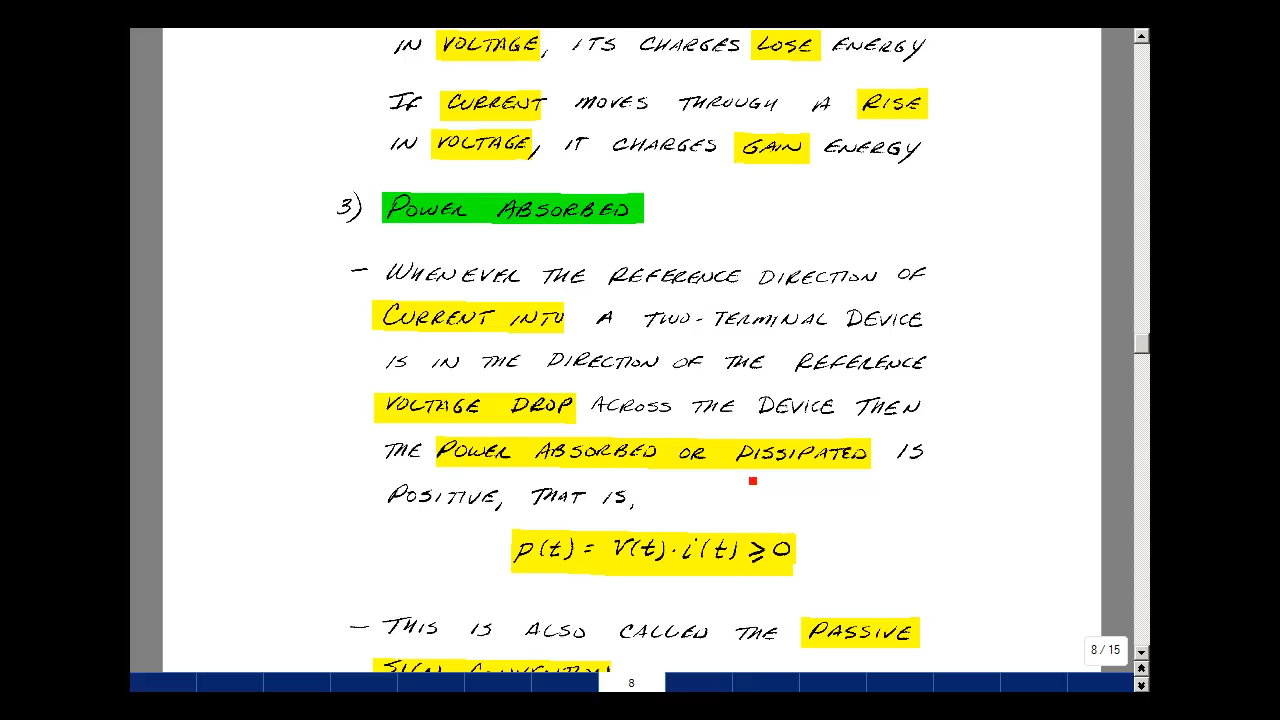 IN VOLTAGE, ITS CHARGES LOSE ENERGY
IF CURRENT MOVES THROUGH A RISE
IN VOLTAGE, IT CHARGES GAIN ENERGY
3) POWER ABSORBED
- WHENEVER THE REFERENCE DIRECTION OF
CURRENT INTO A TWO-TERMINAL DEVICE
IS IN THE DIRECTION OF THE REFERENCE
VOLTAGE DROP ACROSS THE DEVICE THEN
THE POWER ABSORBED OR DISSIPATED IS
POSITIVE, THAT IS,
p(t) = V(t)·i(t) ≥ 0
- THIS IS ALSO CALLED THE PASSIVE
SIGN CONVENTION
8 / 15
8